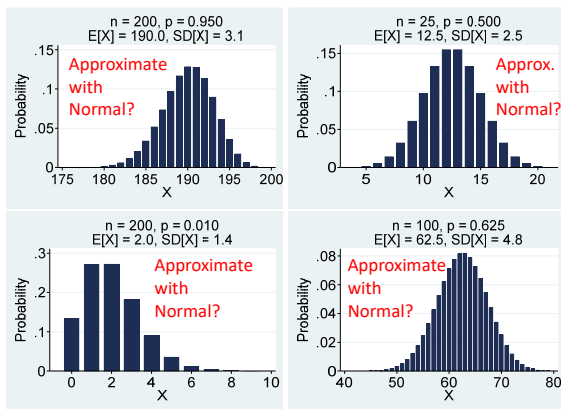 n = 200, p = 0.950
E[X] = 190.0, SD[X] = 3.1
.15
.1
.05
0
Probability
Approximate
with
Normal?
175 180 185 190 195 200
X
n = 25, p = 0.500
E[X] = 12.5, SD[X] = 2.5
.15
.1
.05
0
Probability
Approx.
with
Normal?
5 10 15 20
X
n = 200, p = 0.010
E[X] = 2.0, SD[X] = 1.4
.3
.2
.1
0
Probability
Approximate
with
Normal?
0 2 4 6 8 10
X
n = 100, p = 0.625
E[X] = 62.5, SD[X] = 4.8
.08
.06
.04
.02
0
Probability
Approximate
with
Normal?
40 50 60 70 80
X